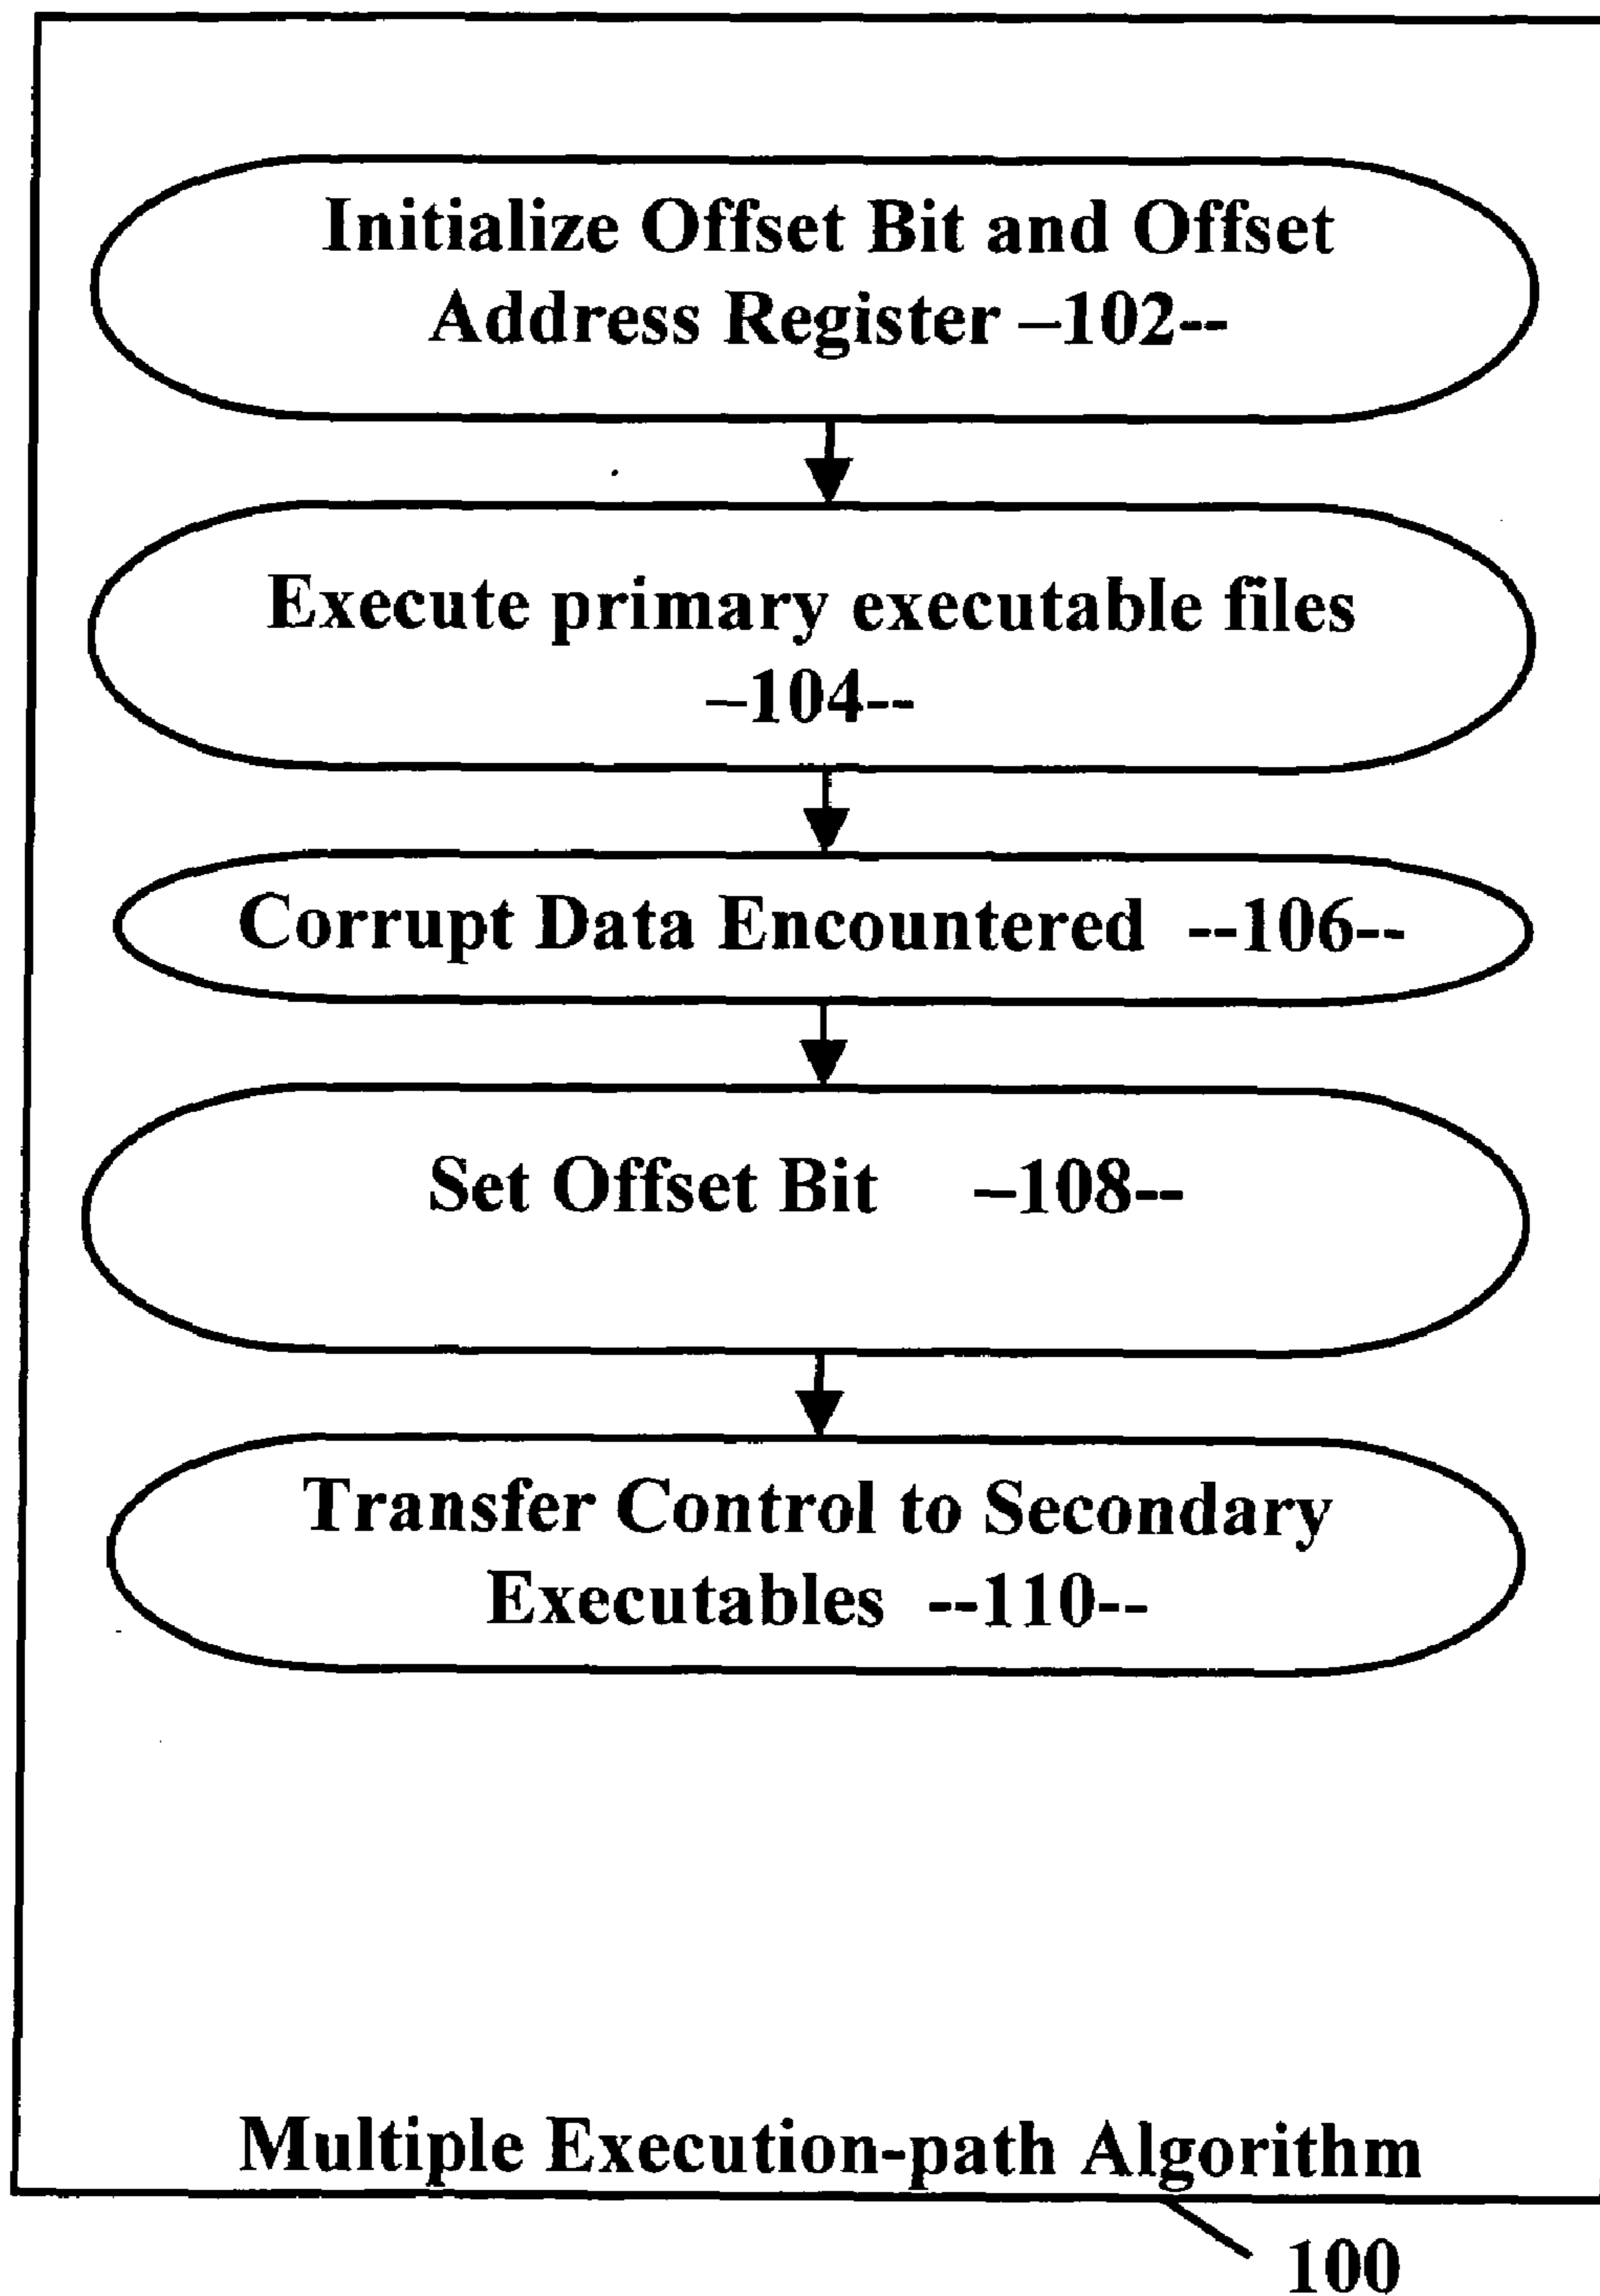 Initialize Offset Bit and Offset
Address Register –102--
Execute primary executable files
–104--
Corrupt Data Encountered --106--
Set Offset Bit –108--
Transfer Control to Secondary
Executables --110--
Multiple Execution-path Algorithm
100